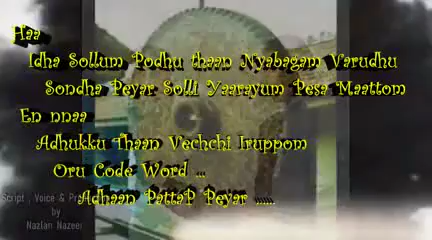 Haa
Idha Sollum Podhu thaan Nyabagam Varudhu
Sondha Peyar Solli Yaarayum Pesa Maattom
En nnaa
Adhukku Thaan Vechchi Iruppom
Oru Code Word ...
Adhaan PattaP Peyar ......
Script , Voice & Pr
by
Nazlan Nazeer